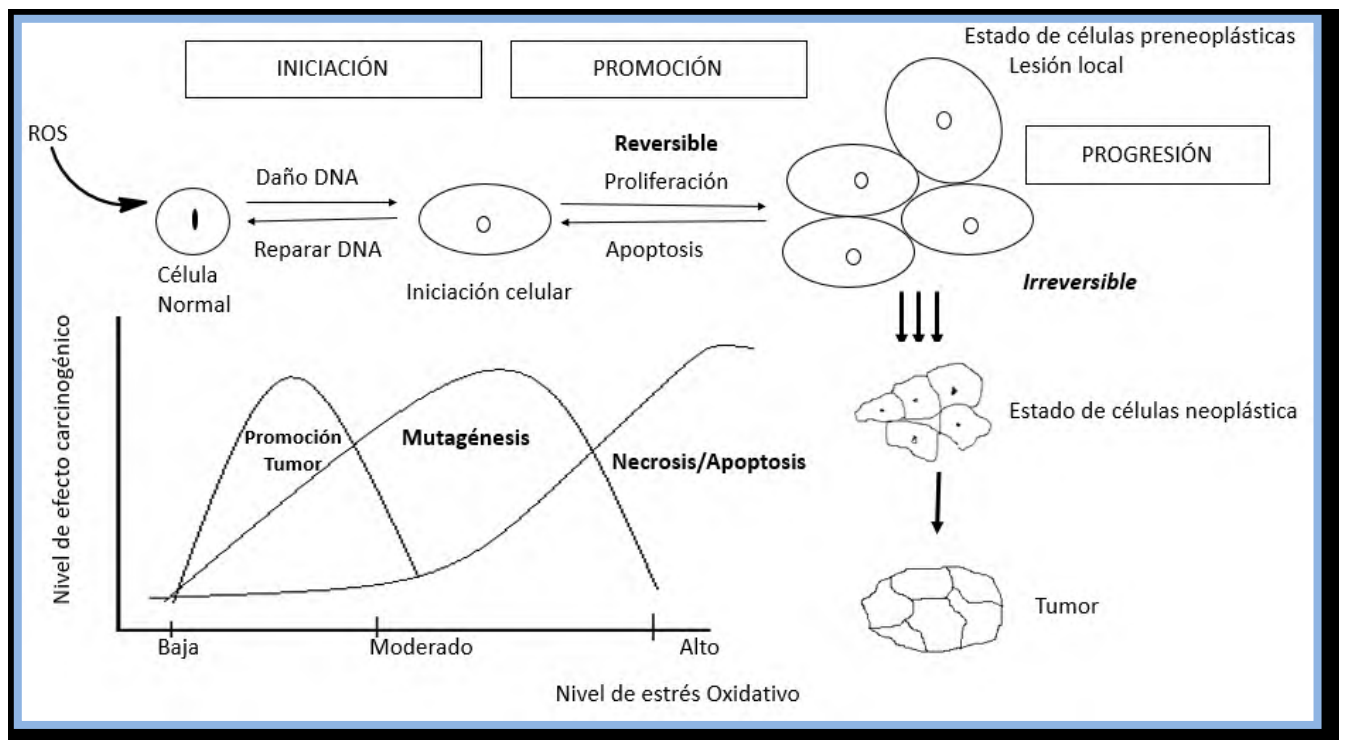 Estado de células preneoplásticas
Lesión local
INICIACIÓN
PROMOCIÓN
PROGRESIÓN
ROS
Daño DNA
Reparar DNA
Reversible
Proliferación
Apoptosis
Célula
Normal
Iniciación celular
Irreversible
Estado de células neoplástica
Tumor
Nivel de efecto carcinogénico
Promoción
Tumor
Mutagénesis
Necrosis/Apoptosis
Baja
Moderado
Alto
Nivel de estrés Oxidativo